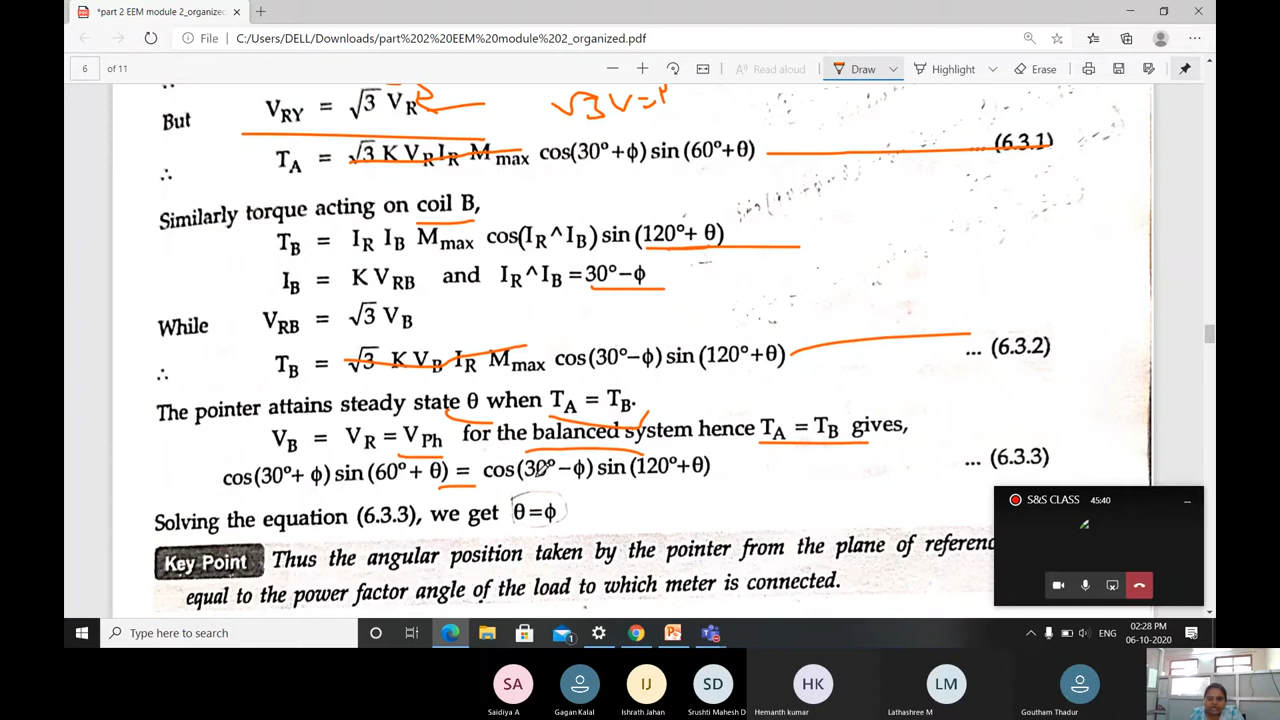 *part 2 EEM module 2_organized
File C:/Users/DELL/Downloads/part%202%20EEM%20module%202_organized.pdf
6 of 11 Read aloud Draw Highlight Erase
But V_RY = √3 V_R √3 V
∴ T_A = √3 K V_R I_R M_max cos(30°+ϕ) sin (60°+θ) ... (6.3.1)
Similarly torque acting on coil B,
T_B = I_R I_B M_max cos(I_R ^ I_B) sin (120°+ θ)
I_B = K V_RB and I_R ^ I_B = 30°−ϕ
While V_RB = √3 V_B
∴ T_B = √3 K V_B I_R M_max cos(30°−ϕ) sin (120°+θ) ... (6.3.2)
The pointer attains steady state θ when T_A = T_B.
V_B = V_R = V_Ph for the balanced system hence T_A = T_B gives,
cos(30°+ ϕ) sin (60° + θ) = cos(30°−ϕ) sin (120°+θ) ... (6.3.3)
Solving the equation (6.3.3), we get θ=ϕ
Key Point Thus the angular position taken by the pointer from the plane of
equal to the power factor angle of the load to which meter is connected.
S&S CLASS 45:40
Type here to search
ENG 02:28 PM
06-10-2020
SA IJ SD HK LM
Saidiya A Gagan Kalal Ishrath Jahan Srushti Mahesh D Hemanth kumar Lathashree M Goutham Thadur